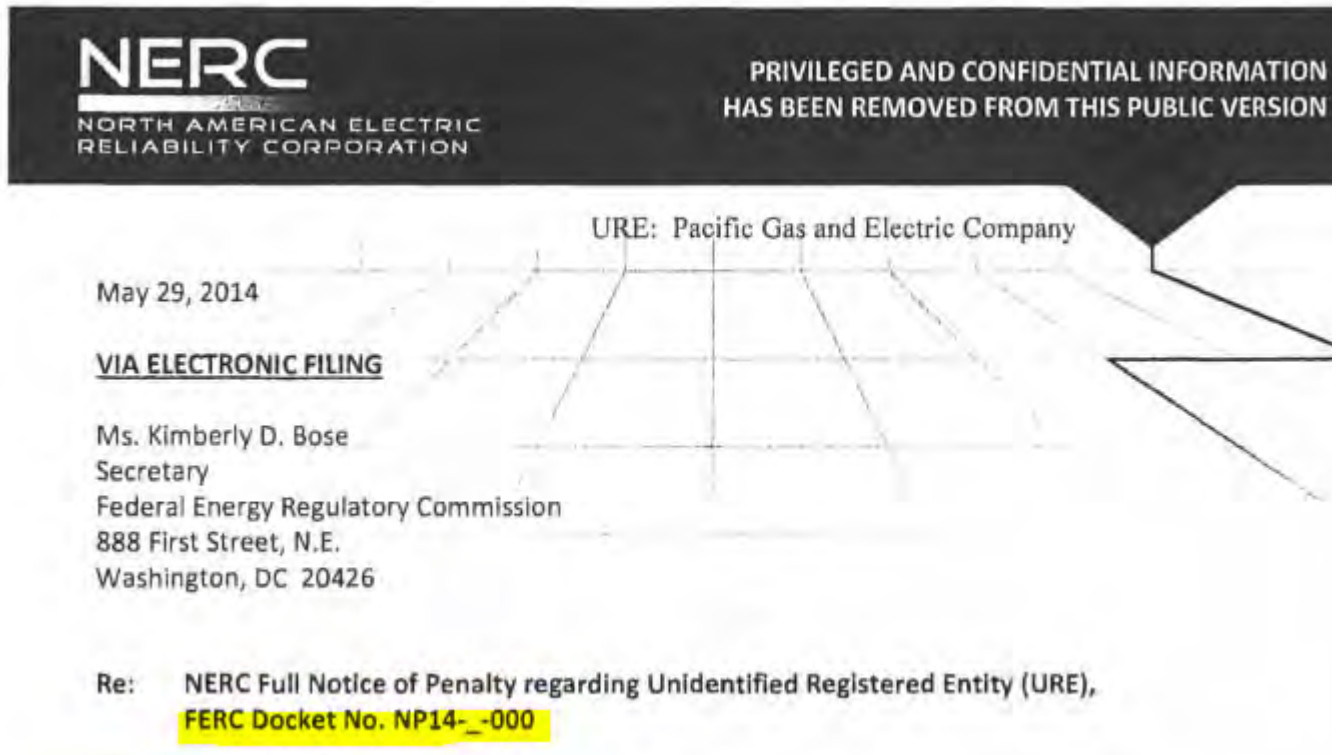 NERC
NORTH AMERICAN ELECTRIC
RELIABILITY CORPORATION
PRIVILEGED AND CONFIDENTIAL INFORMATION
HAS BEEN REMOVED FROM THIS PUBLIC VERSION
URE: Pacific Gas and Electric Company
May 29, 2014
VIA ELECTRONIC FILING
Ms. Kimberly D. Bose
Secretary
Federal Energy Regulatory Commission
888 First Street, N.E.
Washington, DC 20426
Re: NERC Full Notice of Penalty regarding Unidentified Registered Entity (URE),
FERC Docket No. NP14-_-000